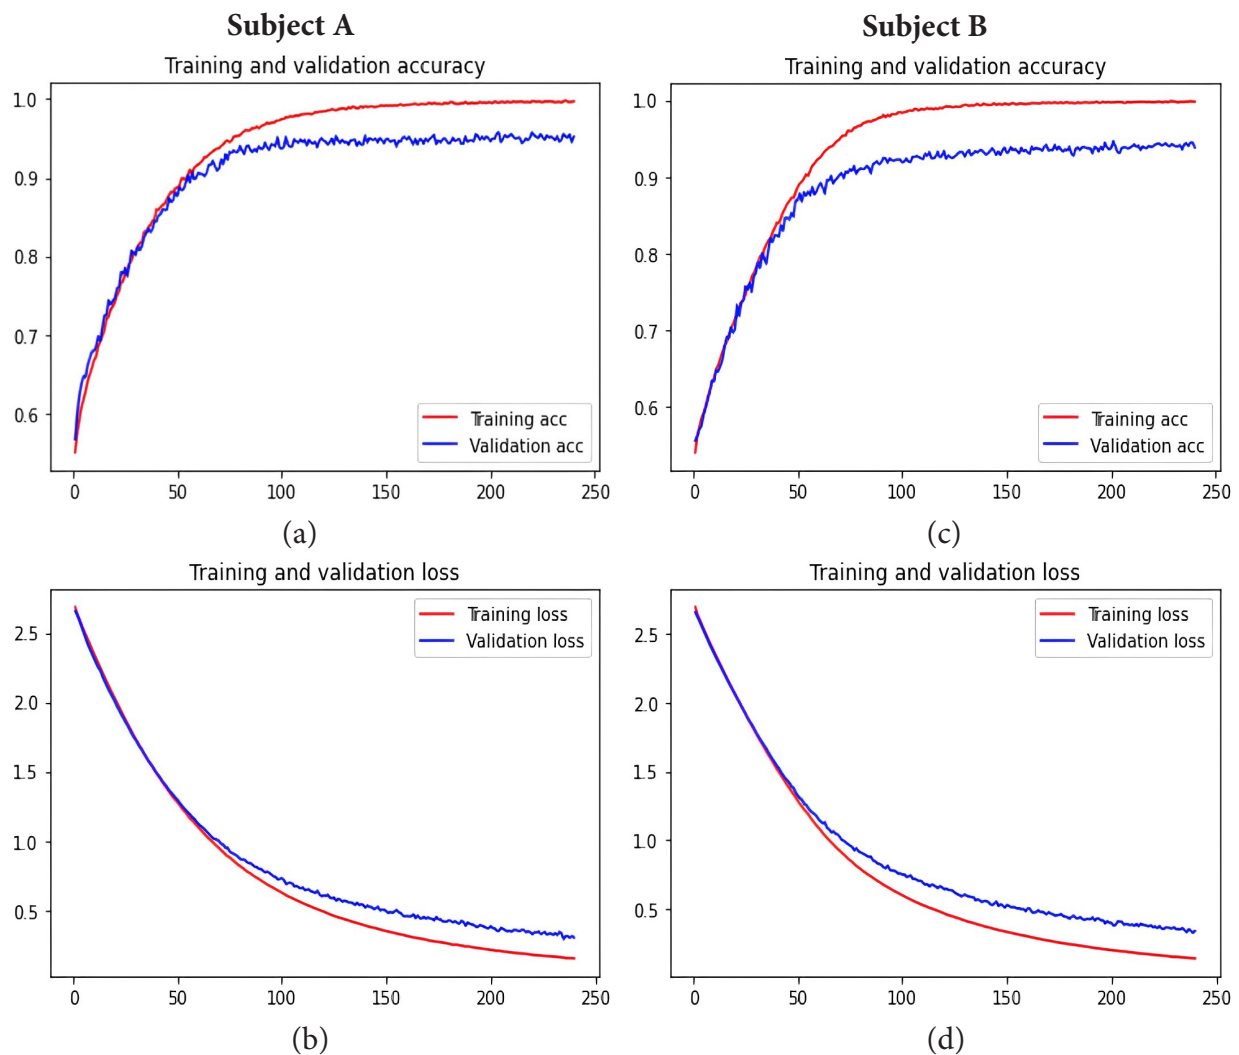 Subject A
Training and validation accuracy
1.0
0.9
0.8
0.7
0.6
Training acc
Validation acc
0 50 100 150 200 250
(a)
Subject B
Training and validation accuracy
1.0
0.9
0.8
0.7
0.6
Training acc
Validation acc
0 50 100 150 200 250
(c)
Training and validation loss
2.5
2.0
1.5
1.0
0.5
Training loss
Validation loss
0 50 100 150 200 250
(b)
Training and validation loss
2.5
2.0
1.5
1.0
0.5
Training loss
Validation loss
0 50 100 150 200 250
(d)